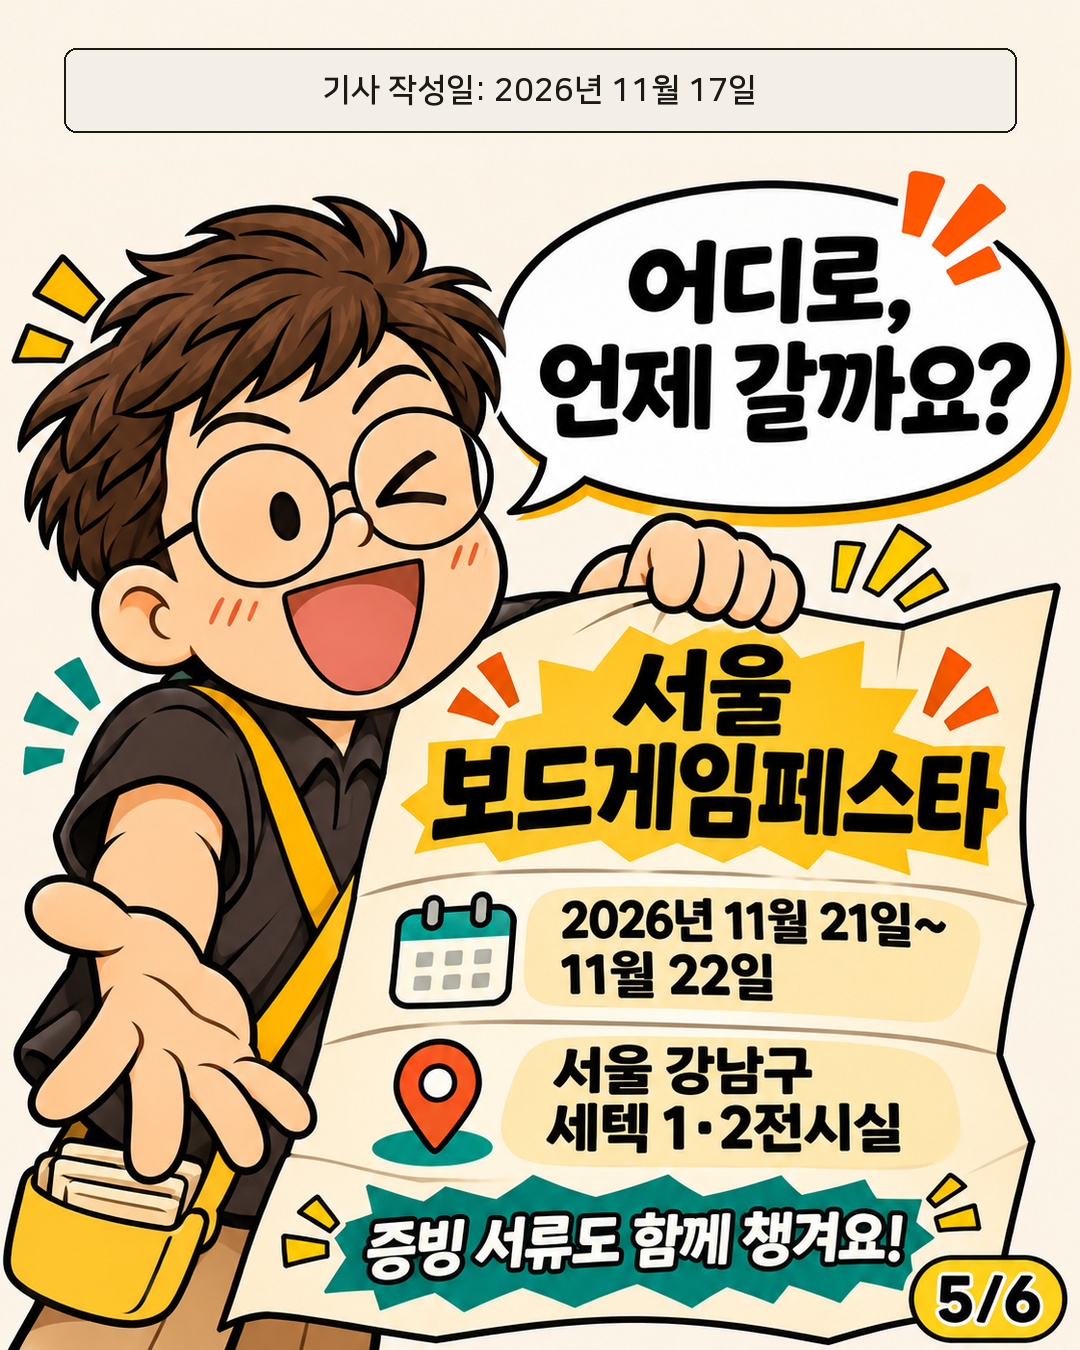 기사 작성일: 2026년 11월 17일
어디로,
언제 갈까요?
서울
보드게임페스타
2026년 11월 21일~
11월 22일
서울 강남구
세텍 1·2전시실
증빙 서류도 함께 챙겨요!
5/6